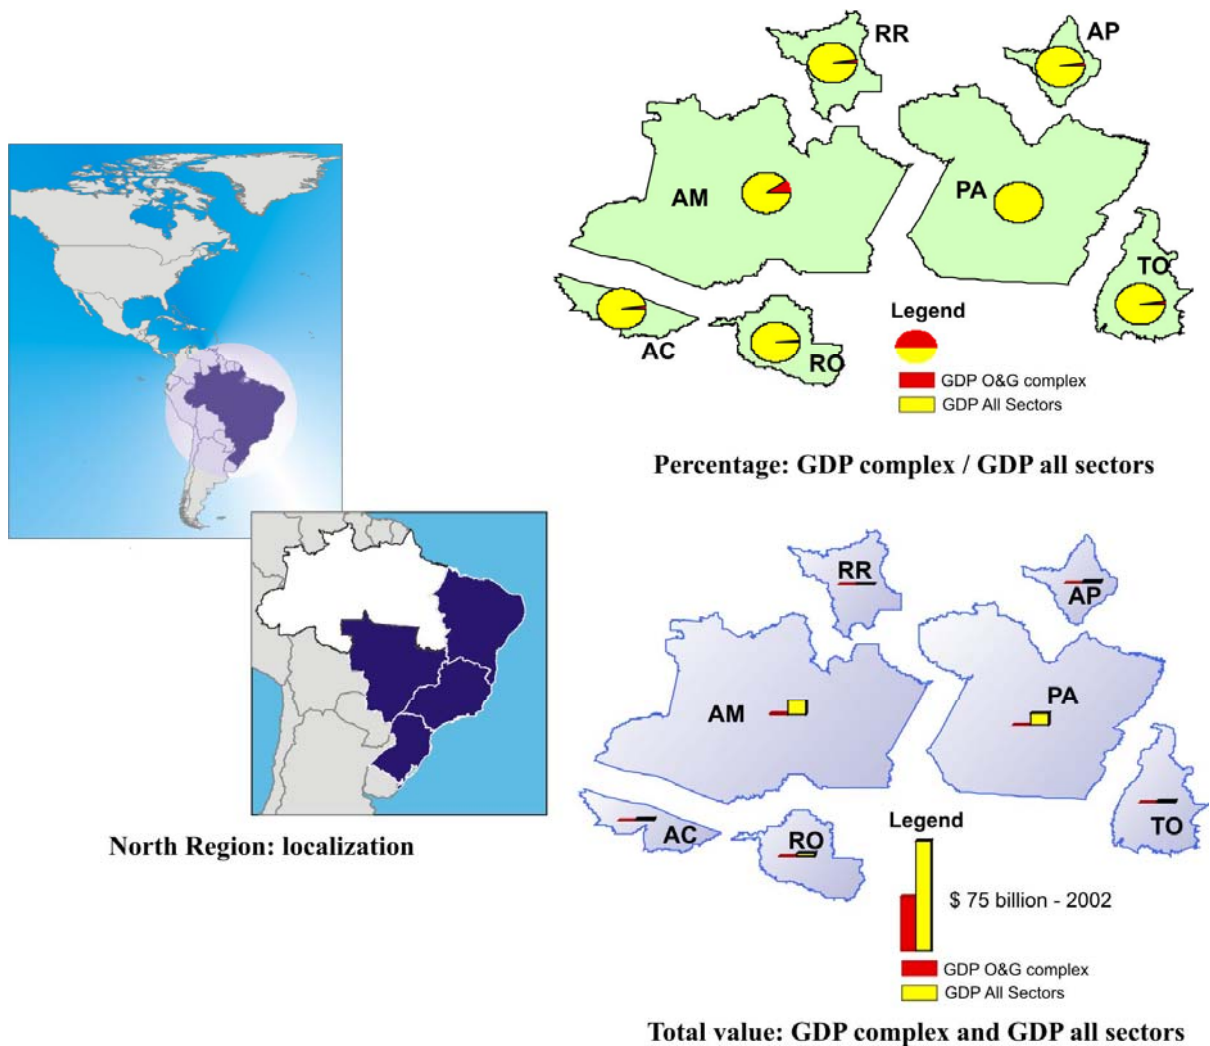 RR
AP
AM
PA
TO
AC
RO
Legend
GDP O&G complex
GDP All Sectors
Percentage: GDP complex / GDP all sectors
North Region: localization
RR
AP
AM
PA
AC
RO
TO
Legend
$ 75 billion - 2002
GDP O&G complex
GDP All Sectors
Total value: GDP complex and GDP all sectors